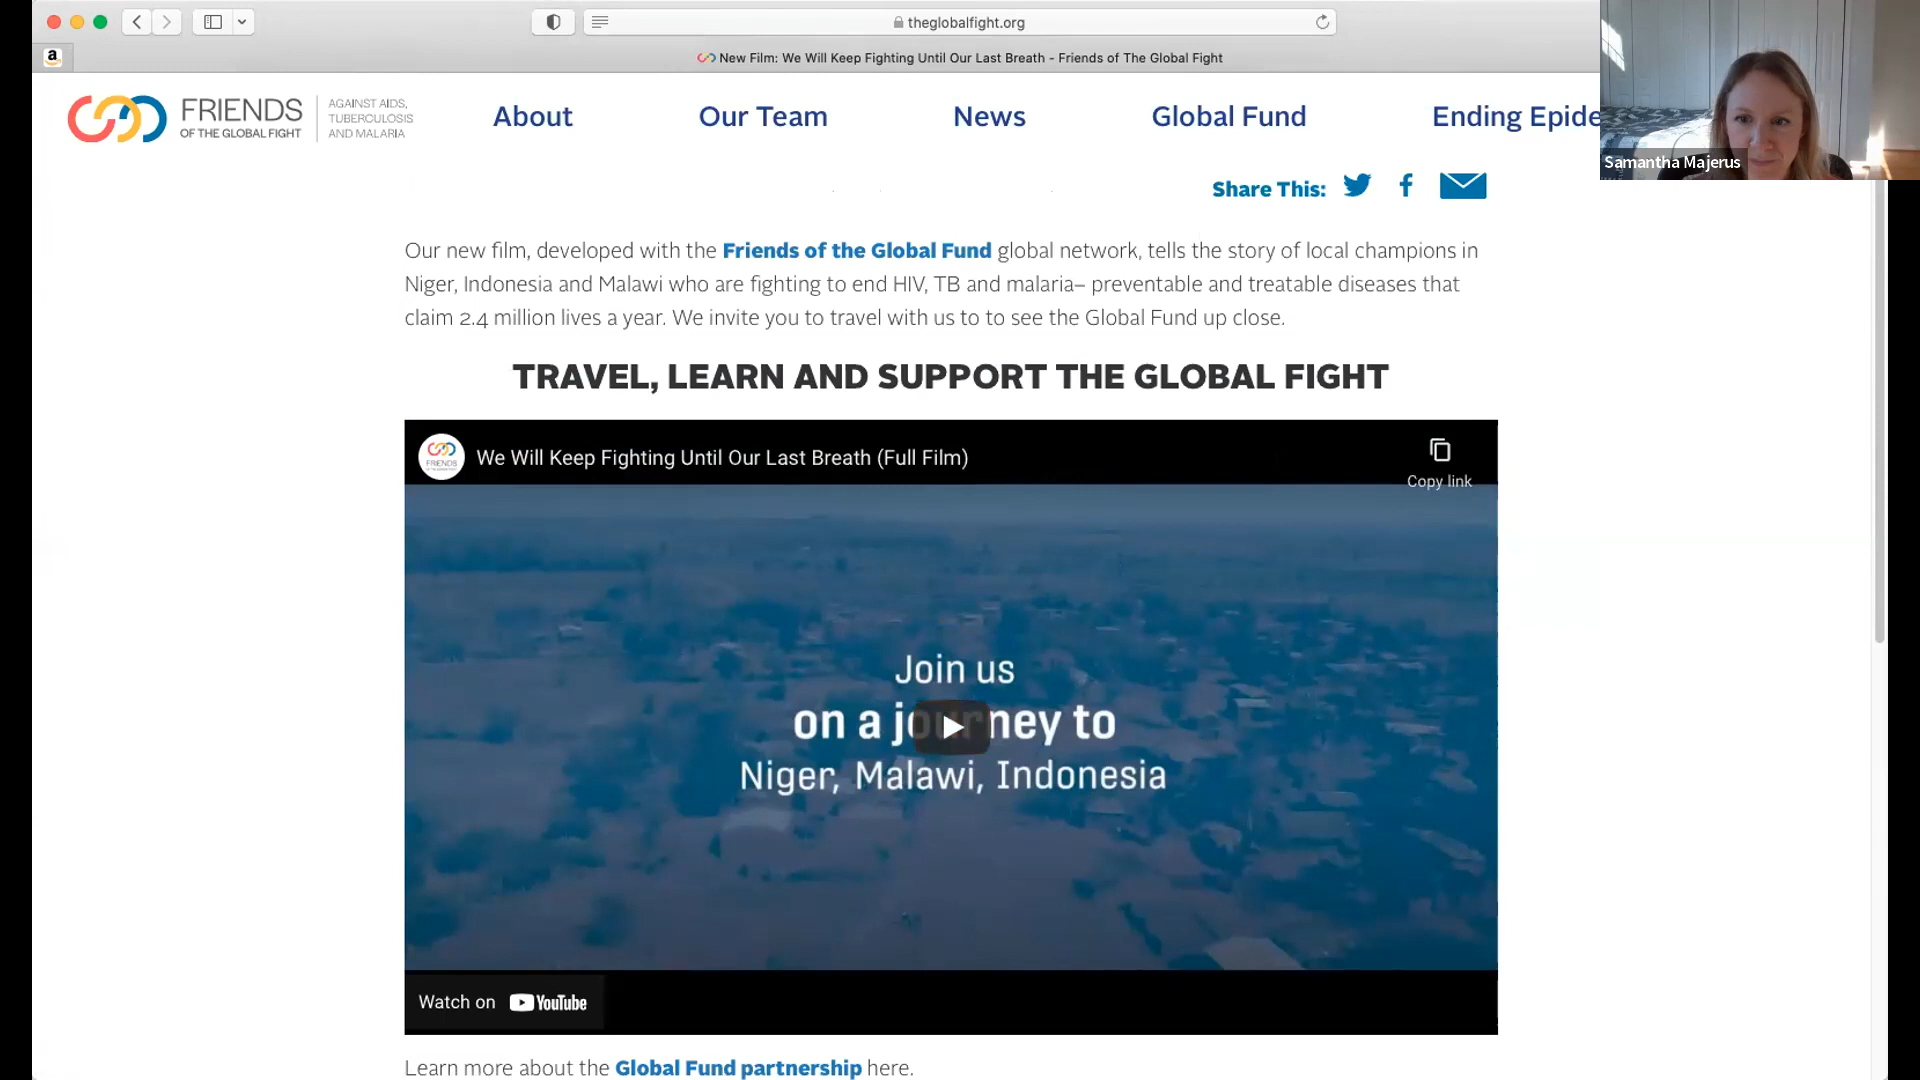 theglobalfight.org
a
New Film: We Will Keep Fighting Until Our Last Breath - Friends of The Global Fight
FRIENDS
OF THE GLOBAL FIGHT
AGAINST AIDS,
TUBERCULOSIS
AND MALARIA
About
Our Team
News
Global Fund
Ending Epide
Samantha Majerus
Share This:
Our new film, developed with the Friends of the Global Fund global network, tells the story of local champions in
Niger, Indonesia and Malawi who are fighting to end HIV, TB and malaria– preventable and treatable diseases that
claim 2.4 million lives a year. We invite you to travel with us to to see the Global Fund up close.
TRAVEL, LEARN AND SUPPORT THE GLOBAL FIGHT
FRIENDS
We Will Keep Fighting Until Our Last Breath (Full Film)
Copy link
Join us
on a journey to
Niger, Malawi, Indonesia
Watch on YouTube
Learn more about the Global Fund partnership here.